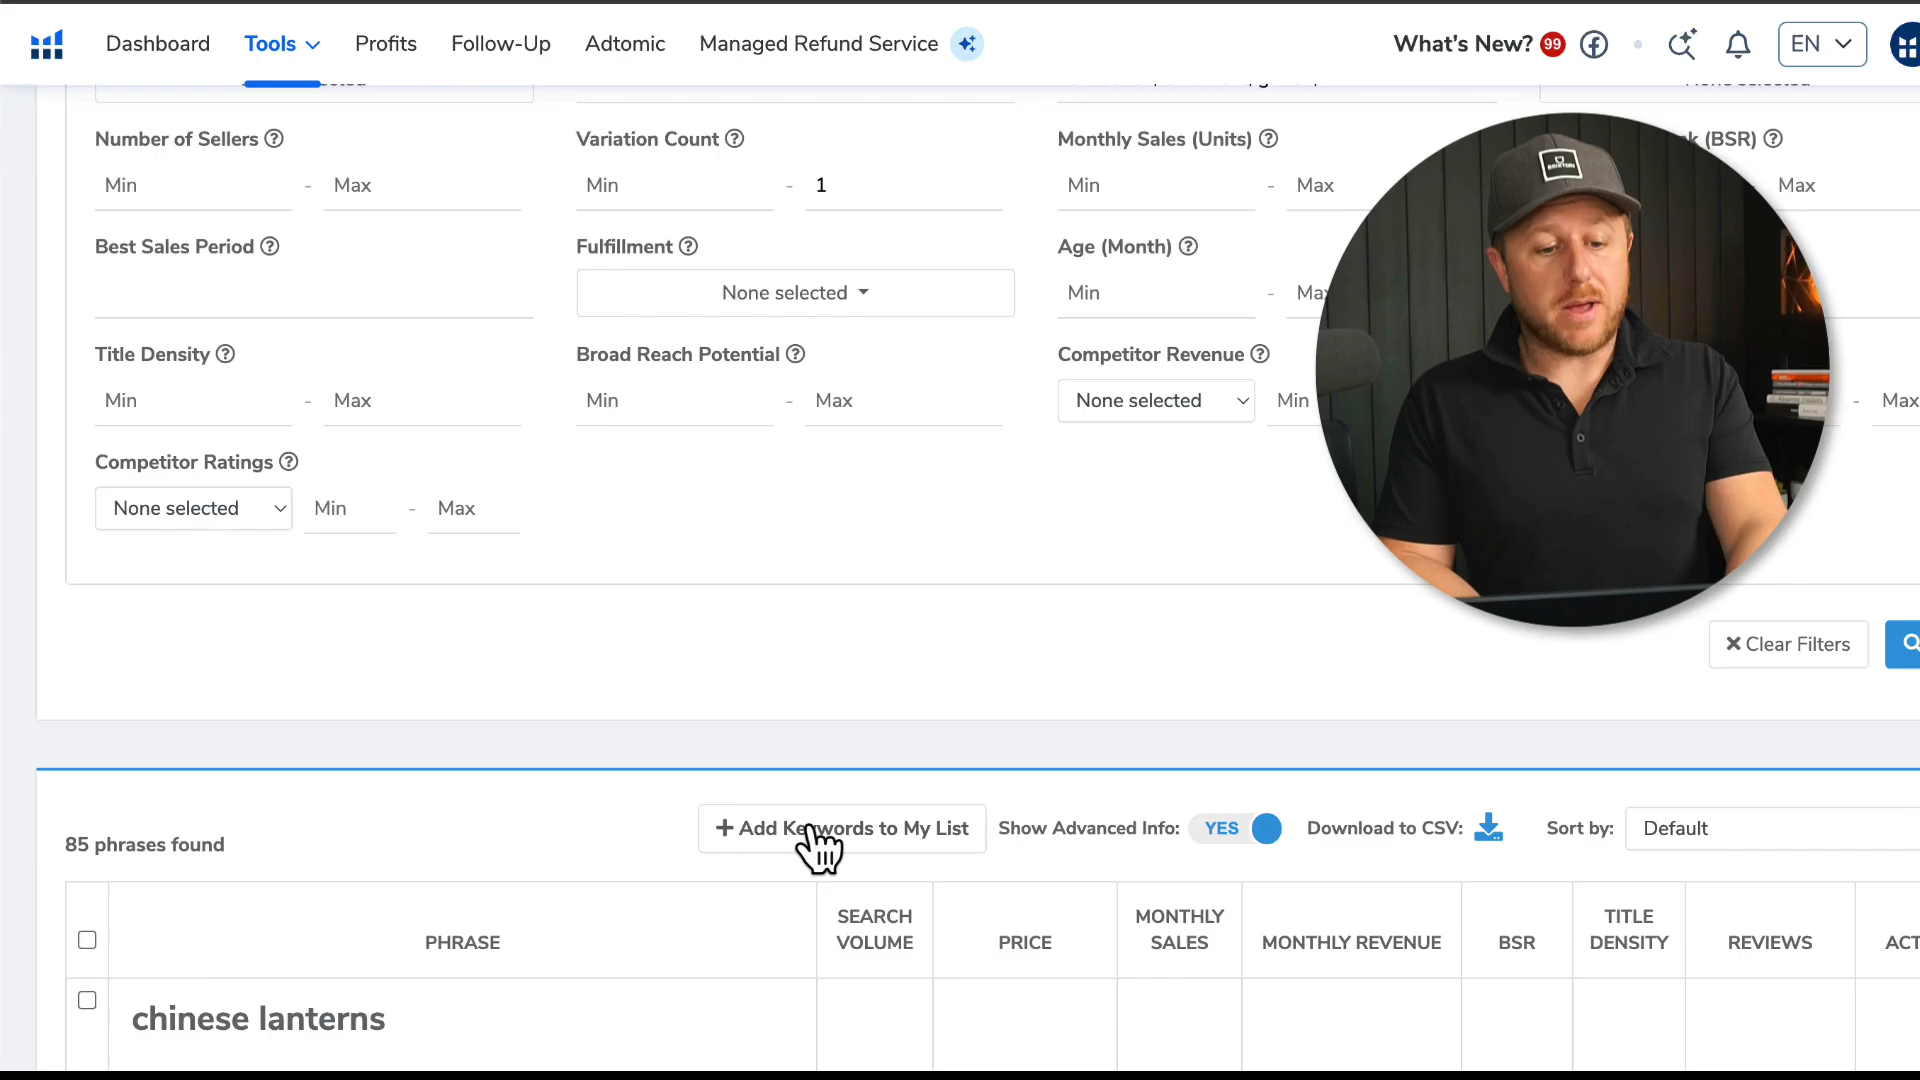 Dashboard Tools Profits Follow-Up Adtomic Managed Refund Service What's New? 99 EN
Number of Sellers Variation Count Monthly Sales (Units) (BSR)
Min - Max Min - 1 Min - Max Max
Best Sales Period Fulfillment Age (Month)
None selected Min -
Title Density Broad Reach Potential Competitor Revenue
Min - Max Min - Max None selected Min - Max
Competitor Ratings
None selected Min - Max
Clear Filters
85 phrases found + Add Keywords to My List Show Advanced Info: YES Download to CSV: Sort by: Default
PHRASE SEARCH VOLUME PRICE MONTHLY SALES MONTHLY REVENUE BSR TITLE DENSITY REVIEWS
chinese lanterns